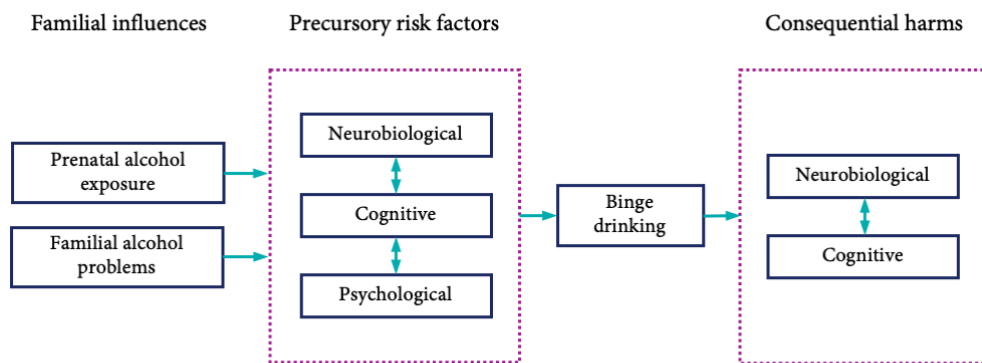 Familial influences
Precursory risk factors
Consequential harms
Prenatal alcohol
exposure
Familial alcohol
problems
Neurobiological
Cognitive
Psychological
Binge
drinking
Neurobiological
Cognitive